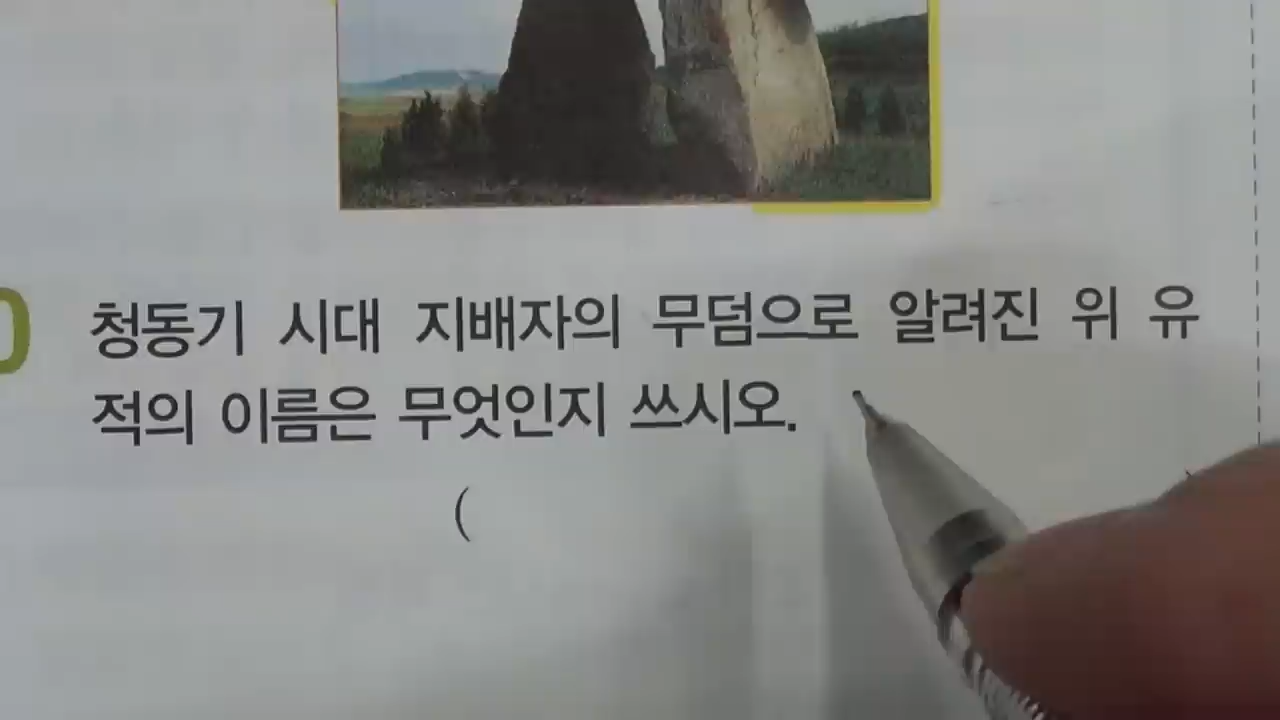 청동기 시대 지배자의 무덤으로 알려진 위 유
적의 이름은 무엇인지 쓰시오.
(